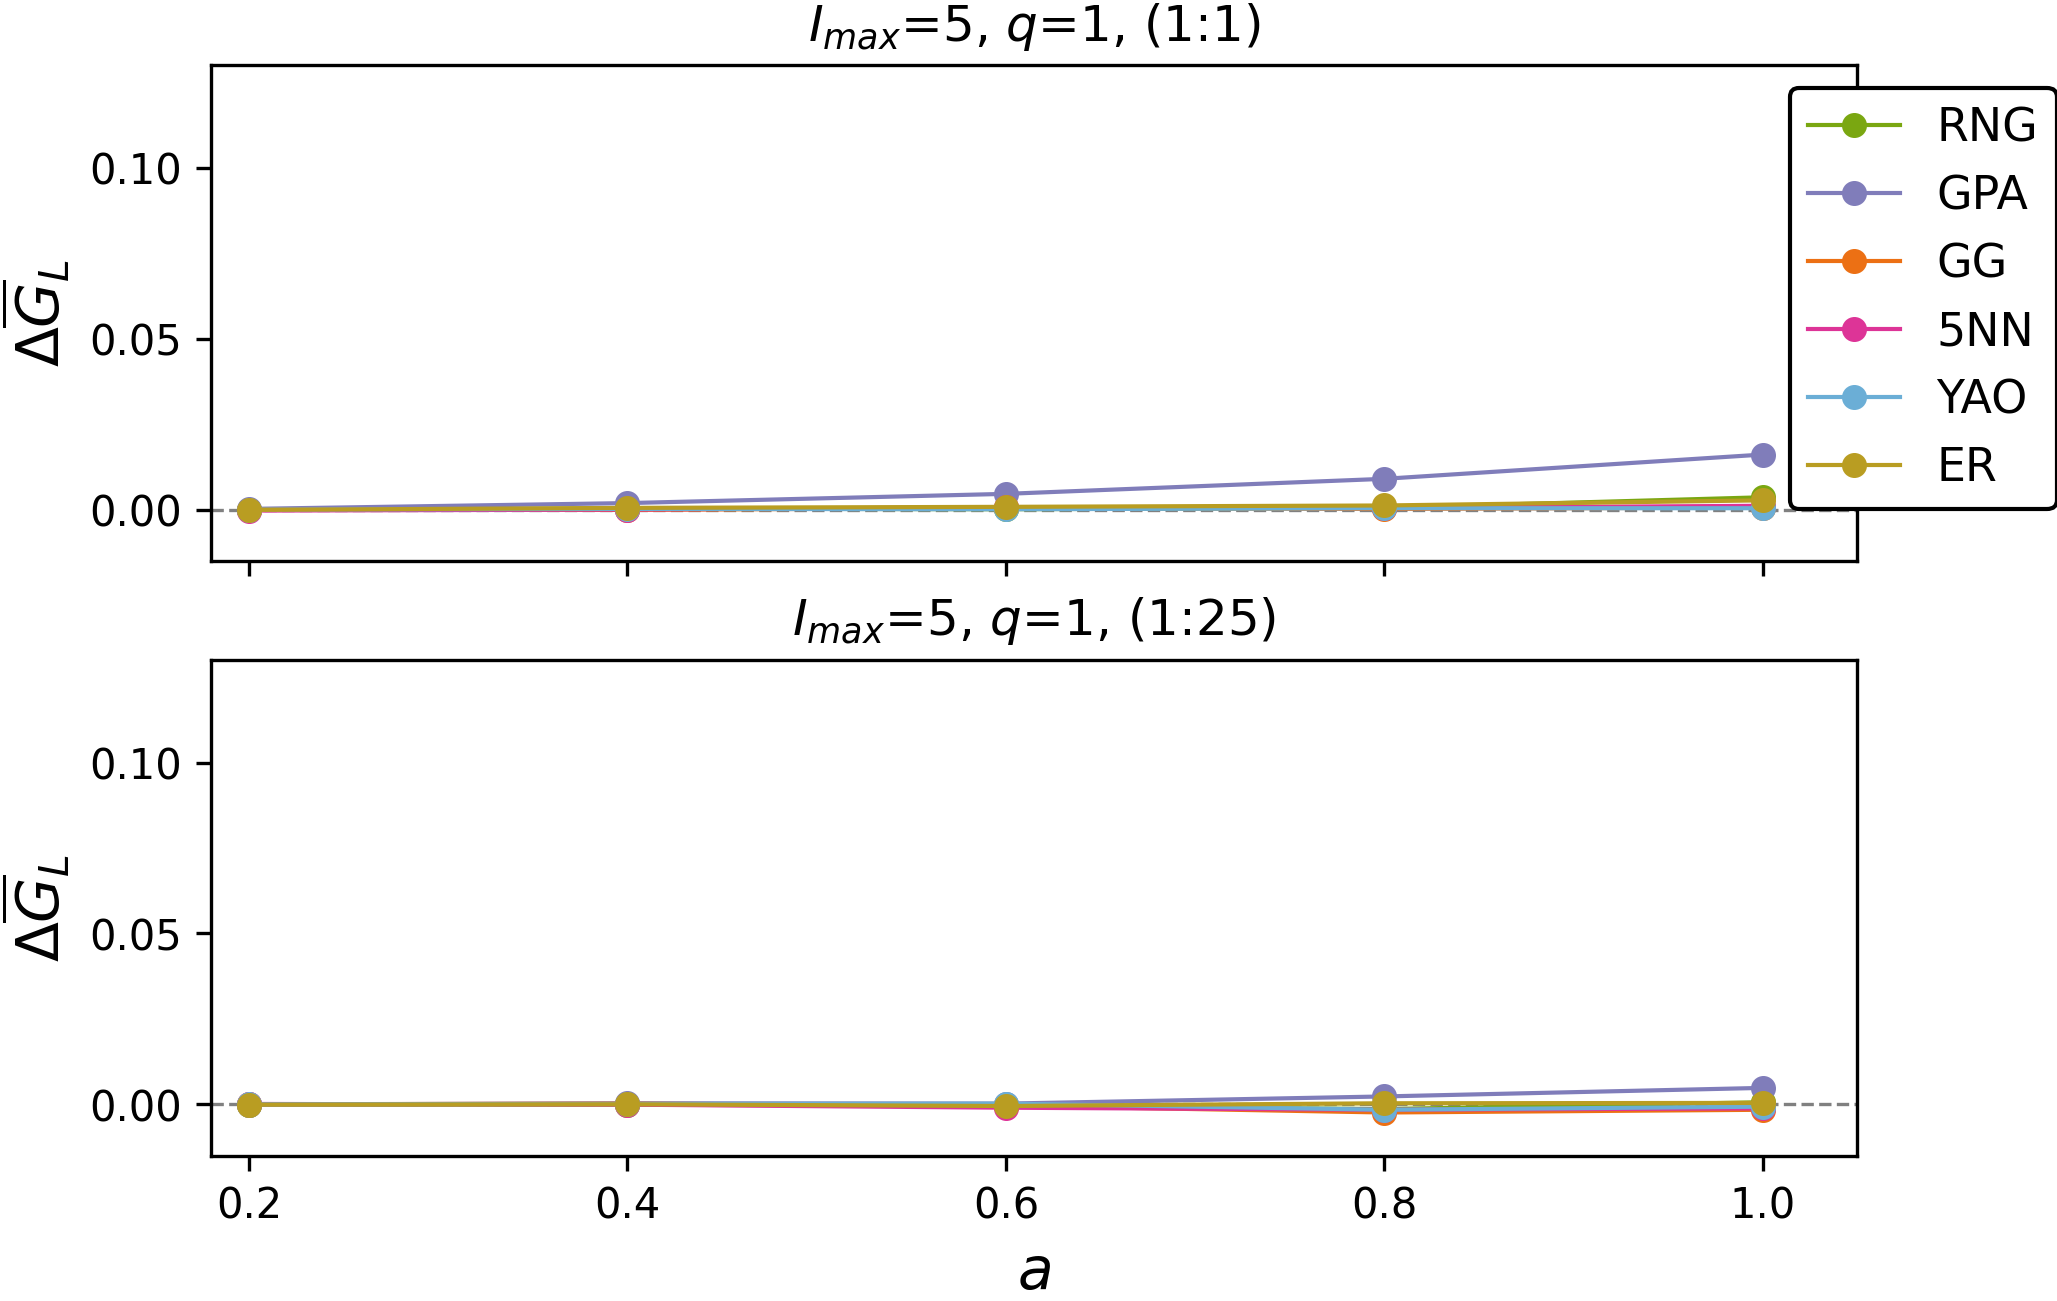 I_max=5, q=1, (1:1)
ΔG̅_L
0.10
0.05
0.00
RNG
GPA
GG
5NN
YAO
ER
I_max=5, q=1, (1:25)
ΔG̅_L
0.10
0.05
0.00
0.2 0.4 0.6 0.8 1.0
a